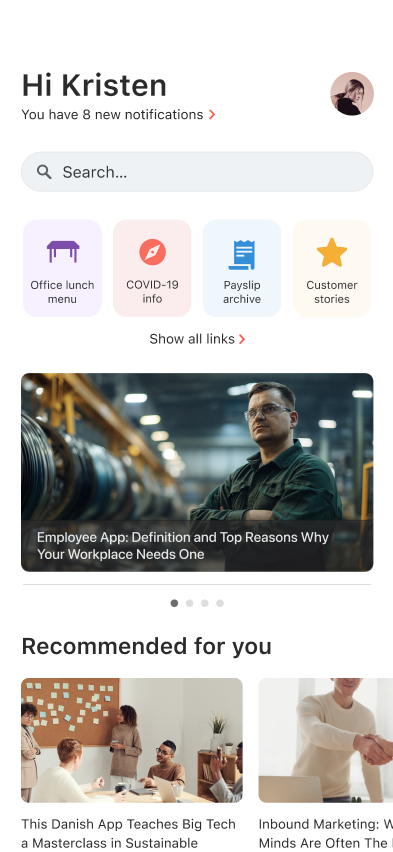 Hi Kristen
You have 8 new notifications
Search...
Office lunch
menu
COVID-19
info
Payslip
archive
Customer
stories
Show all links
Employee App: Definition and Top Reasons Why
Your Workplace Needs One
Recommended for you
This Danish App Teaches Big Tech
a Masterclass in Sustainable
Inbound Marketing:
Minds Are Often The